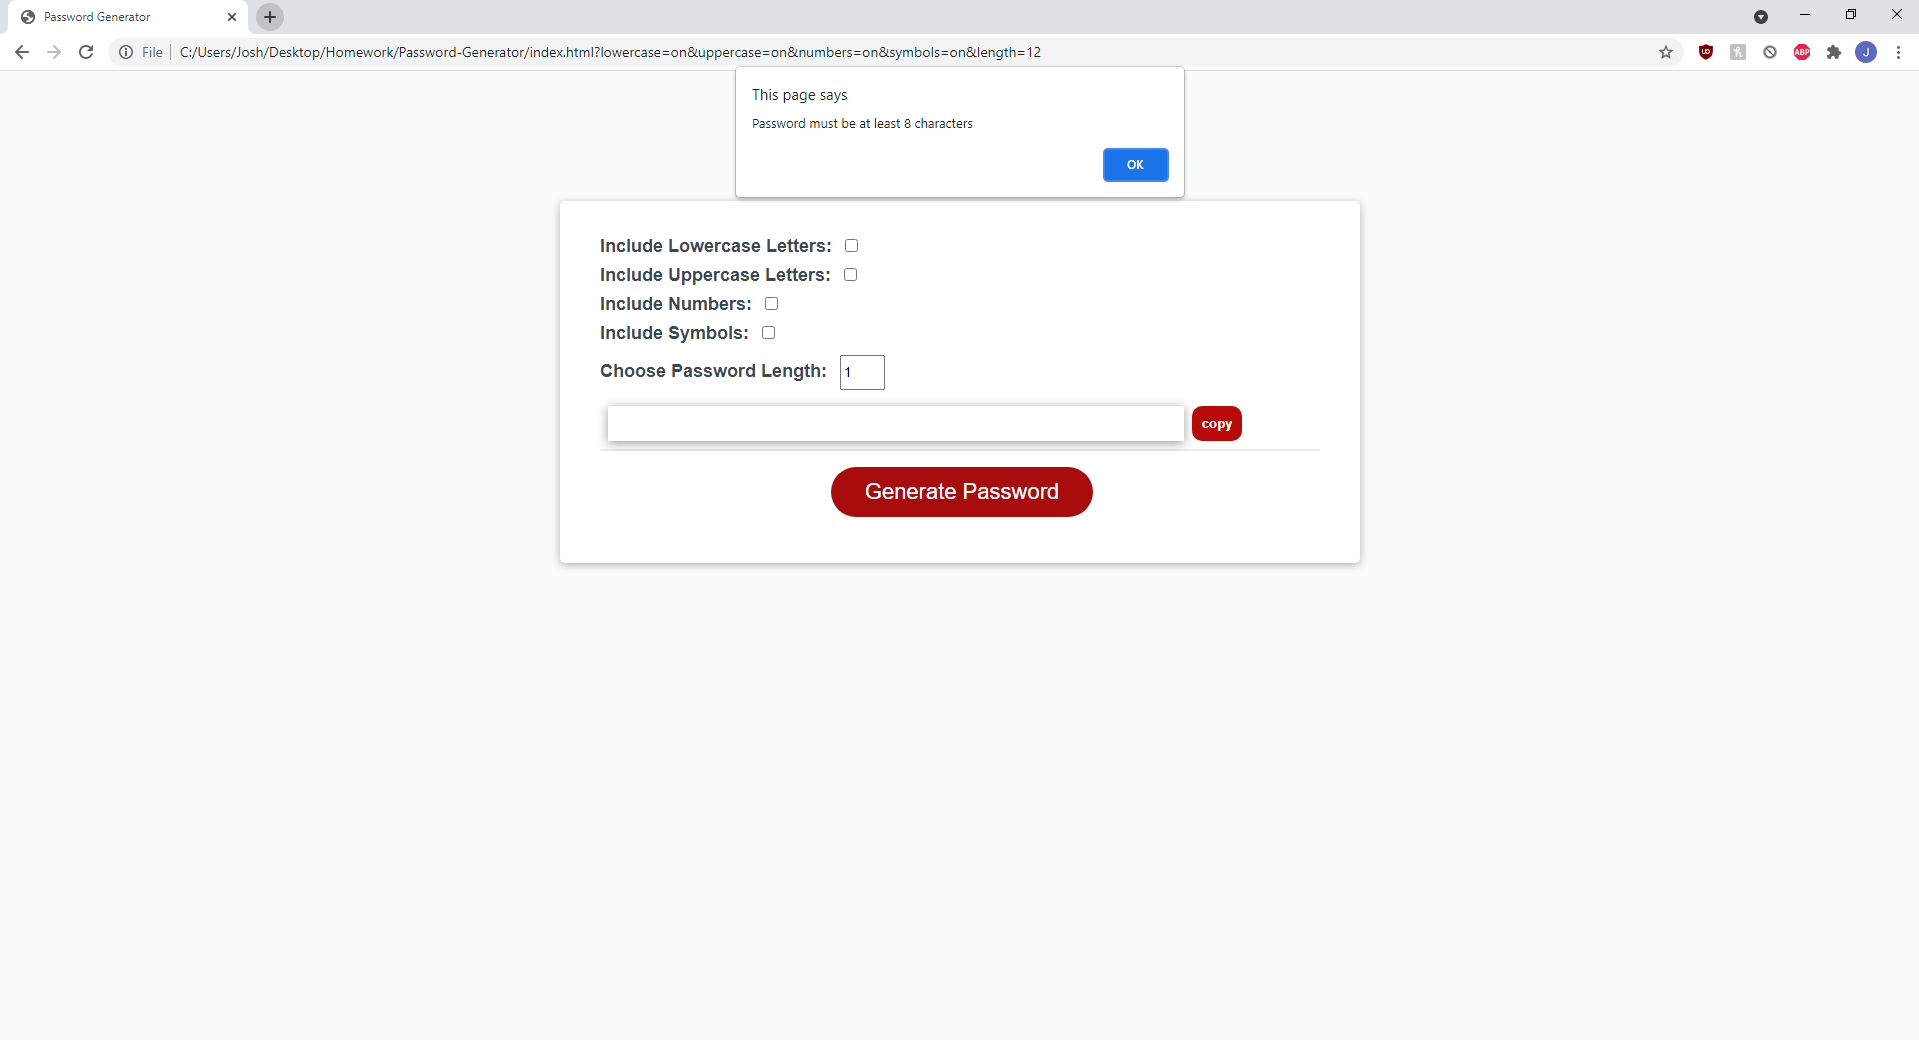 Password Generator
File
C:/Users/Josh/Desktop/Homework/Password-Generator/index.html?lowercase=on&uppercase=on&numbers=on&symbols=on&length=12
ABP
J
This page says
Password must be at least 8 characters
OK
Include Lowercase Letters:
Include Uppercase Letters:
Include Numbers:
Include Symbols:
Choose Password Length: 1
copy
Generate Password